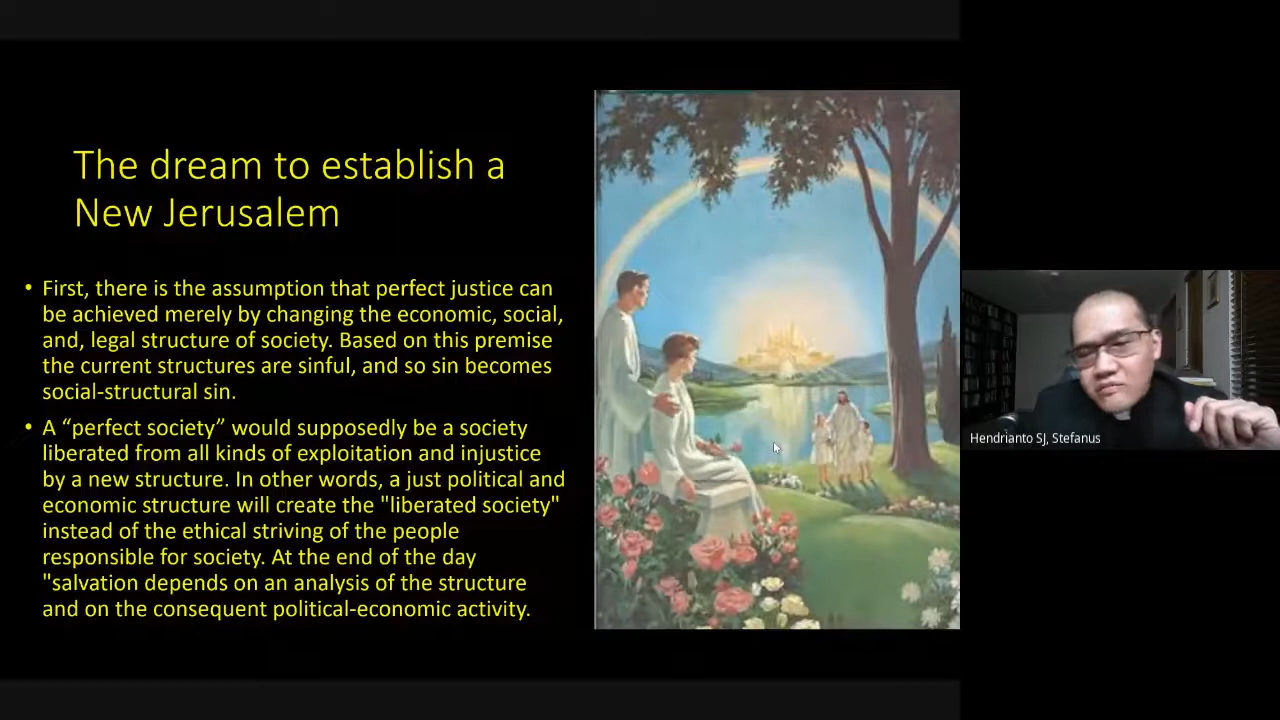 The dream to establish a
New Jerusalem
• First, there is the assumption that perfect justice can
be achieved merely by changing the economic, social,
and, legal structure of society. Based on this premise
the current structures are sinful, and so sin becomes
social-structural sin.
• A “perfect society” would supposedly be a society
liberated from all kinds of exploitation and injustice
by a new structure. In other words, a just political and
economic structure will create the "liberated society"
instead of the ethical striving of the people
responsible for society. At the end of the day
"salvation depends on an analysis of the structure
and on the consequent political-economic activity.
Hendrianto SJ, Stefanus